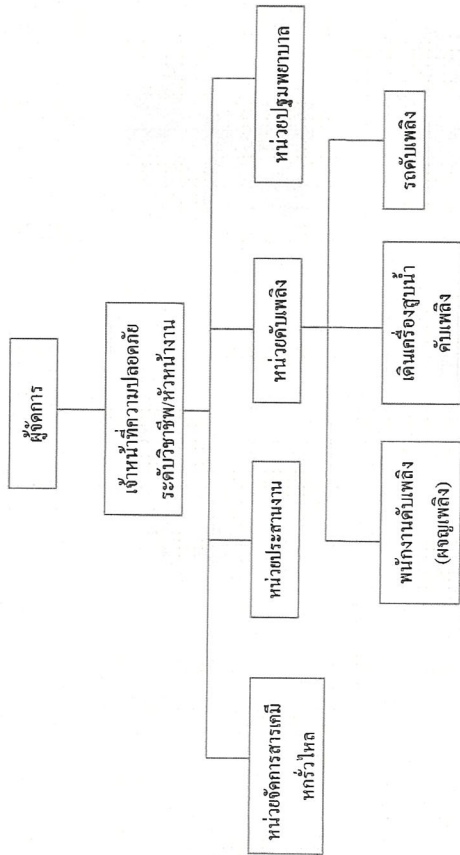 ผู้จัดการ
เจ้าหน้าที่ความปลอดภัย
ระดับวิชาชีพ/หัวหน้างาน
หน่วยจัดการสารเคมี
หกรั่วไหล
หน่วยประสานงาน
หน่วยดับเพลิง
หน่วยปฐมพยาบาล
พนักงานดับเพลิง
(ผจญเพลิง)
เดินเครื่องสูบน้ำ
ดับเพลิง
รถดับเพลิง